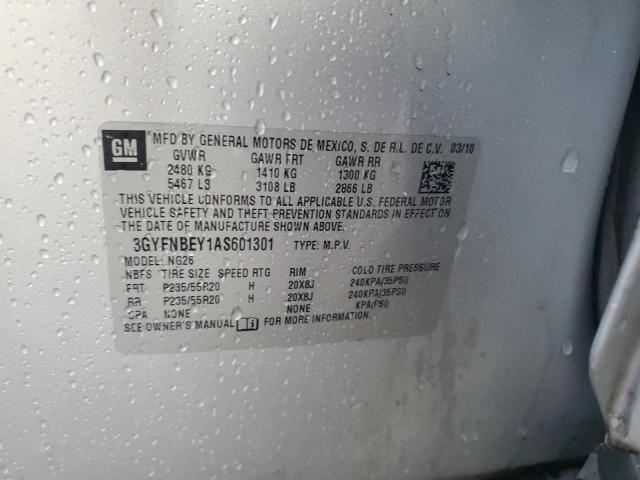 GM MFD BY GENERAL MOTORS DE MEXICO, S. DE R.L. DE C.V. 03/10
GVWR GAWR FRT GAWR RR
2480 KG 1410 KG 1300 KG
5467 LB 3108 LB 2866 LB
THIS VEHICLE CONFORMS TO ALL APPLICABLE U.S. FEDERAL MOTOR
VEHICLE SAFETY AND THEFT PREVENTION STANDARDS IN EFFECT ON
THE DATE OF MANUFACTURE SHOWN ABOVE.
3GYFNBEY1AS601301 TYPE: M.P.V.
MODEL: NG26
NBFS TIRE SIZE SPEED RTG RIM COLD TIRE PRESSURE
FRT P235/55R20 H 20X8J 240KPA(35PSI)
RR P235/55R20 H 20X8J 240KPA(35PSI)
SPA NONE NONE KPA(PSI)
SEE OWNER'S MANUAL FOR MORE INFORMATION.